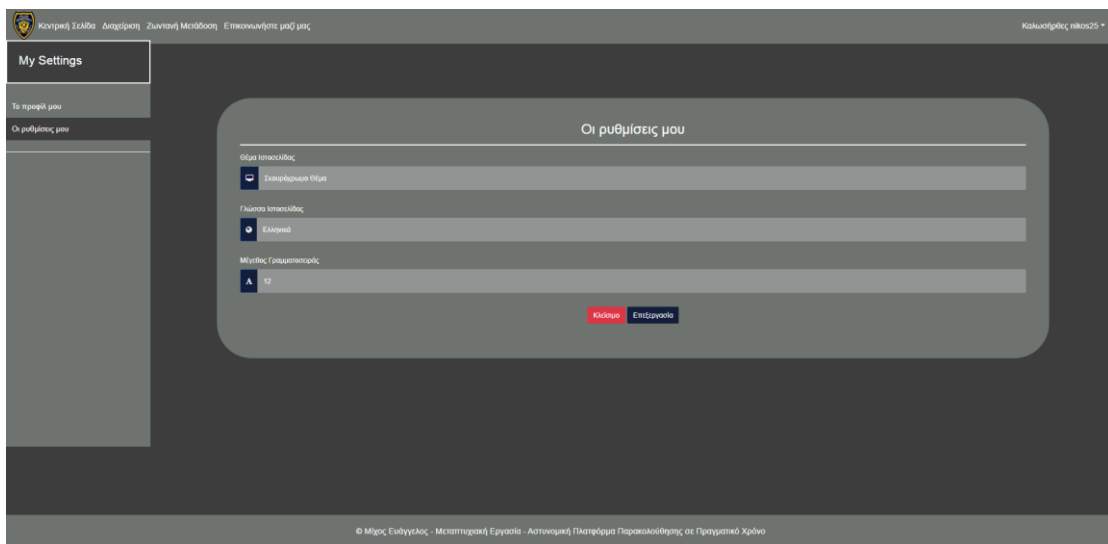 Κεντρική Σελίδα Διαχείριση Ζωντανή Μετάδοση Επικοινωνήστε μαζί μας
Καλωσήρθες nikos25
My Settings
Το προφίλ μου
Οι ρυθμίσεις μου
Οι ρυθμίσεις μου
Θέμα Ιστοσελίδας
Σκουρόχρωμο Θέμα
Γλώσσα Ιστοσελίδας
Ελληνικά
Μέγεθος Γραμματοσειράς
A 12
Κλείσιμο Επεξεργασία
© Μίχος Ευάγγελος - Μεταπτυχιακή Εργασία - Αστυνομική Πλατφόρμα Παρακολούθησης σε Πραγματικό Χρόνο